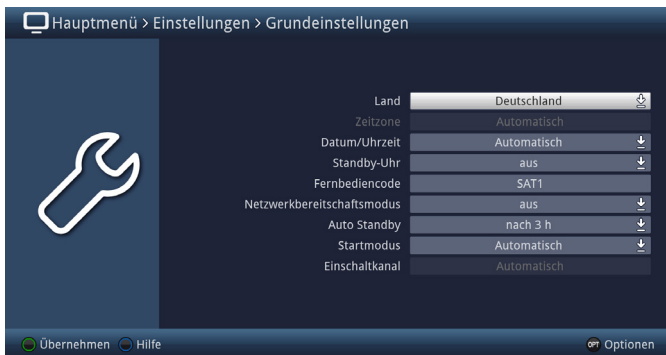 Hauptmenü > Einstellungen > Grundeinstellungen
Land Deutschland
Zeitzone Automatisch
Datum/Uhrzeit Automatisch
Standby-Uhr aus
Fernbediencode SAT1
Netzwerkbereitschaftsmodus aus
Auto Standby nach 3 h
Startmodus Automatisch
Einschaltkanal Automatisch
Übernehmen Hilfe OPT Optionen